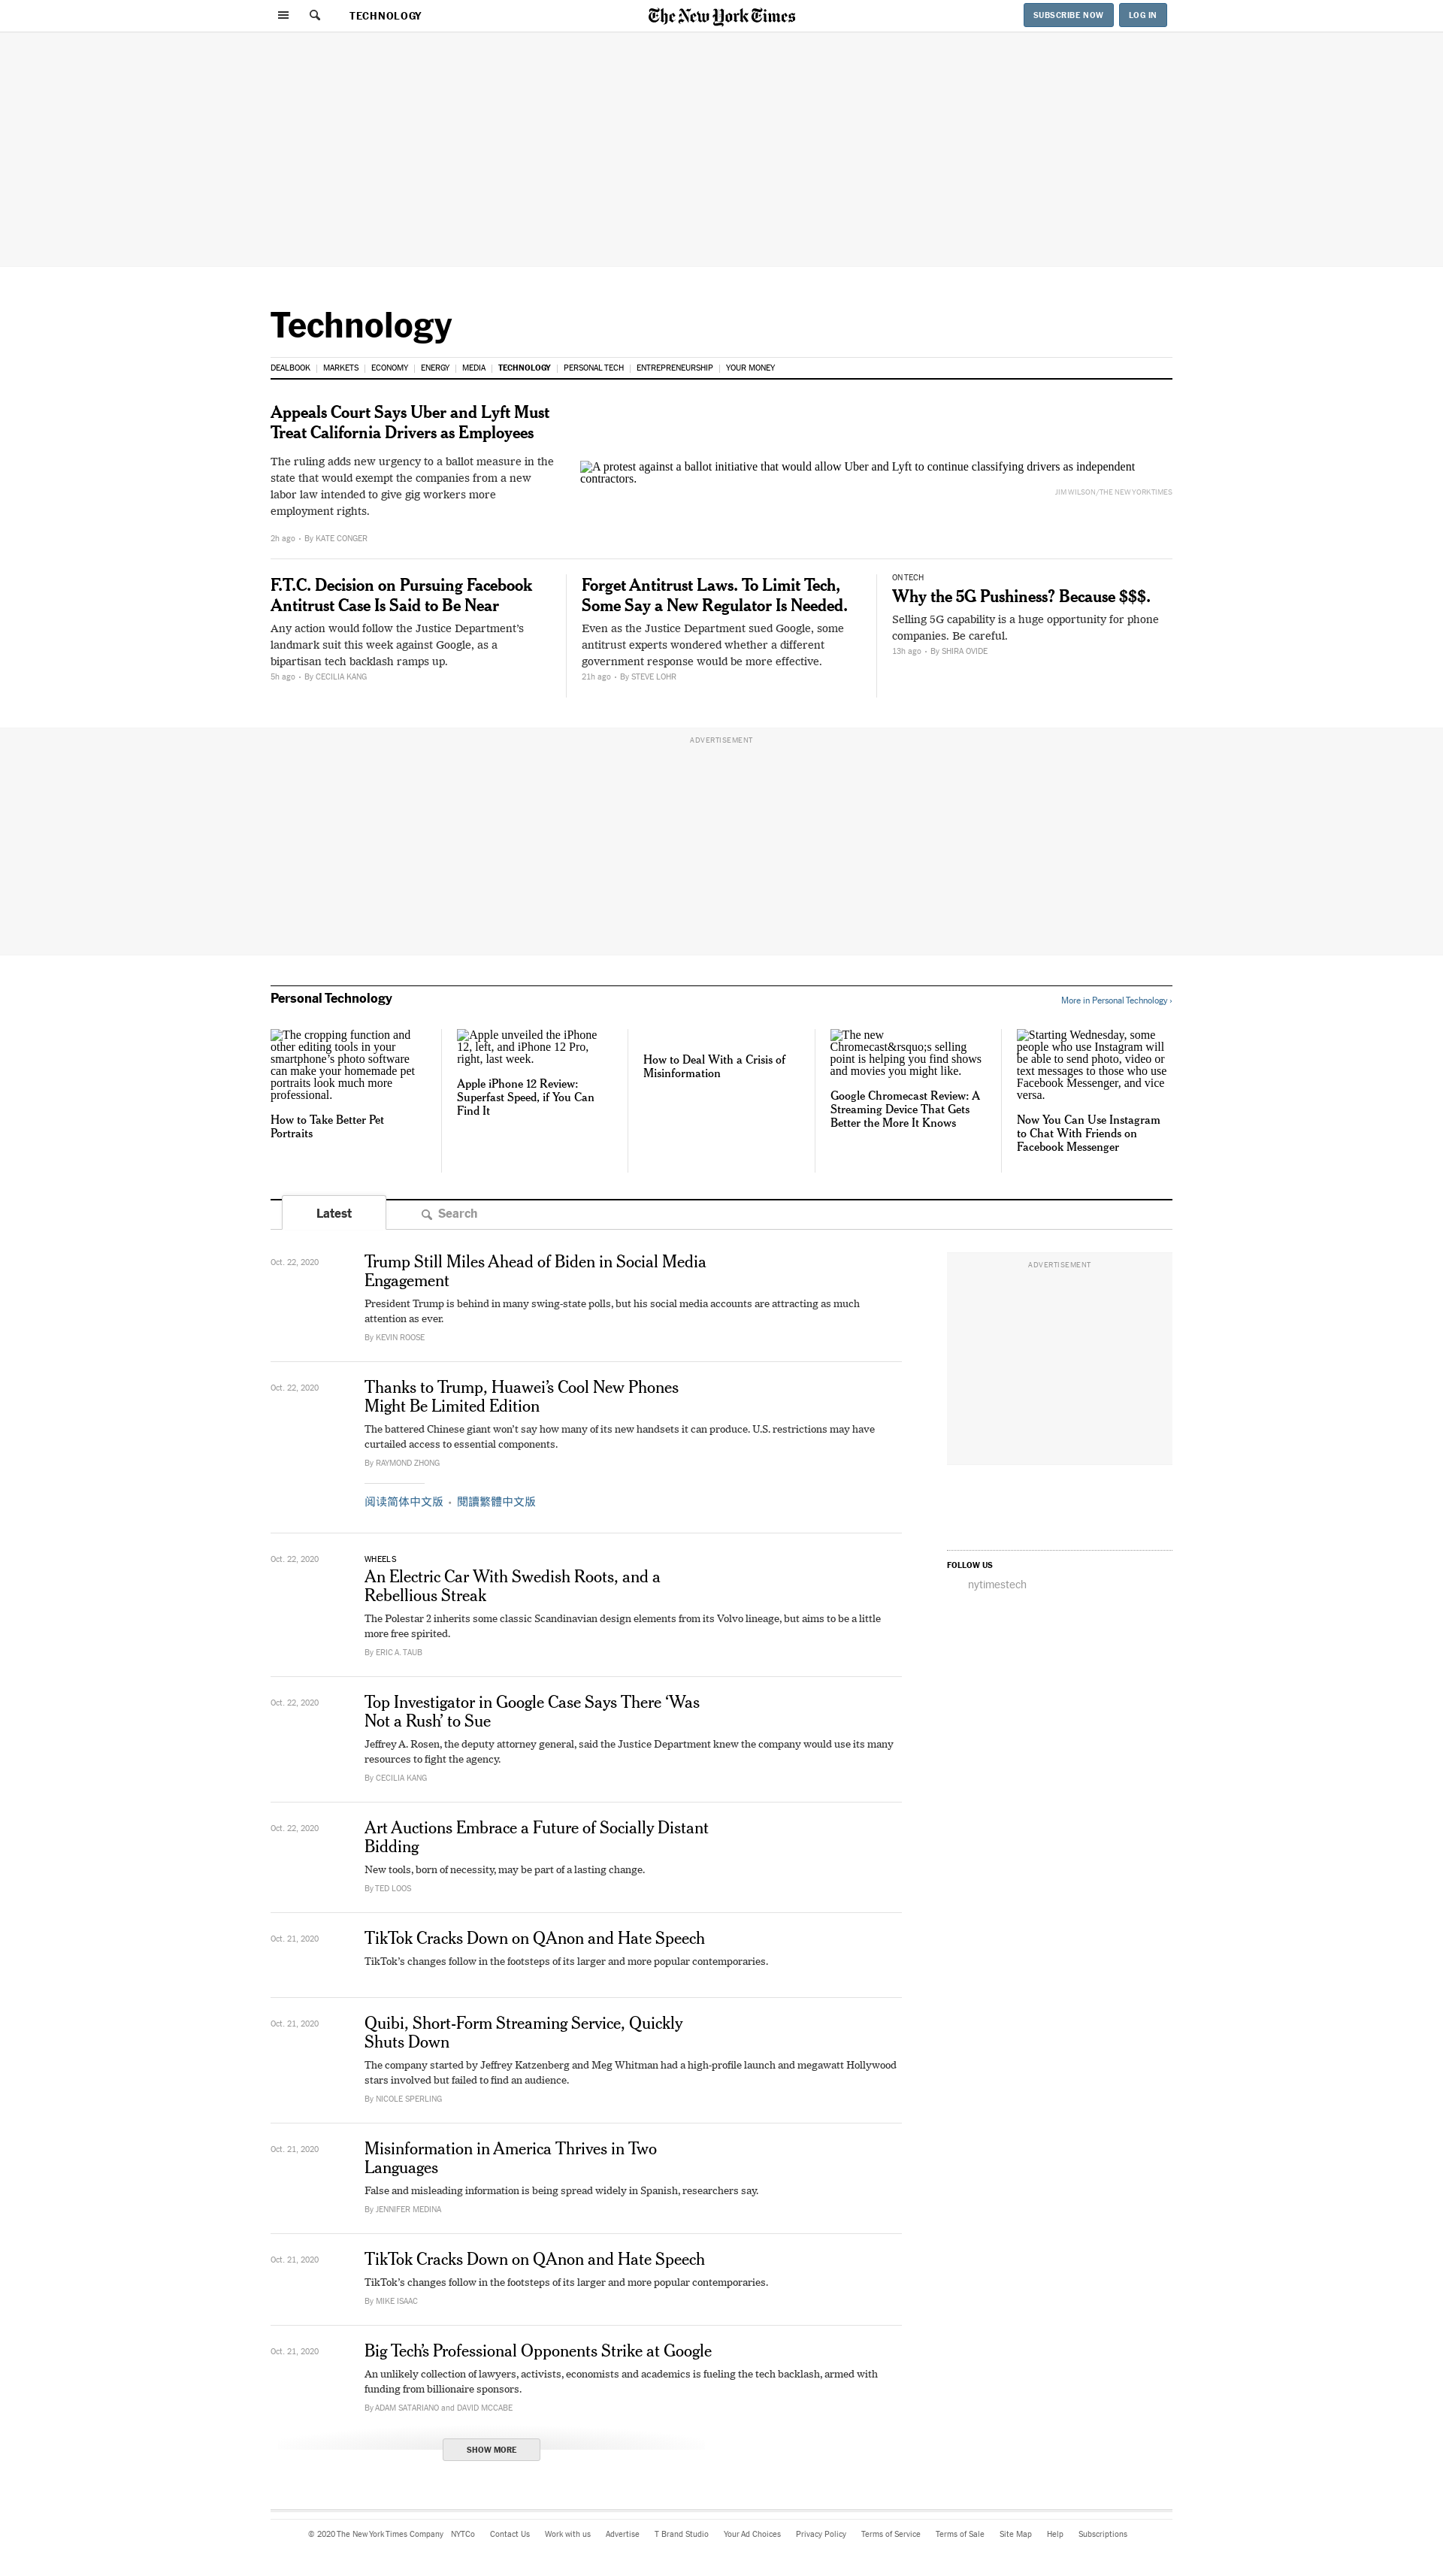 TECHNOLOGY
The New York Times
SUBSCRIBE NOW
LOG IN
Technology
DEALBOOK
MARKETS
ECONOMY
ENERGY
MEDIA
TECHNOLOGY
PERSONAL TECH
ENTREPRENEURSHIP
YOUR MONEY
Appeals Court Says Uber and Lyft Must
Treat California Drivers as Employees
The ruling adds new urgency to a ballot measure in the
state that would exempt the companies from a new
labor law intended to give gig workers more
employment rights.
2h ago • By KATE CONGER
A protest against a ballot initiative that would allow Uber and Lyft to continue classifying drivers as independent
contractors.
JIM WILSON/THE NEW YORK TIMES
F.T.C. Decision on Pursuing Facebook
Antitrust Case Is Said to Be Near
Any action would follow the Justice Department’s
landmark suit this week against Google, as a
bipartisan tech backlash ramps up.
5h ago • By CECILIA KANG
Forget Antitrust Laws. To Limit Tech,
Some Say a New Regulator Is Needed.
Even as the Justice Department sued Google, some
antitrust experts wondered whether a different
government response would be more effective.
21h ago • By STEVE LOHR
ON TECH
Why the 5G Pushiness? Because $$$.
Selling 5G capability is a huge opportunity for phone
companies. Be careful.
13h ago • By SHIRA OVIDE
ADVERTISEMENT
Personal Technology
More in Personal Technology ›
The cropping function and
other editing tools in your
smartphone’s photo software
can make your homemade pet
portraits look much more
professional.
How to Take Better Pet
Portraits
Apple unveiled the iPhone
12, left, and iPhone 12 Pro,
right, last week.
Apple iPhone 12 Review:
Superfast Speed, if You Can
Find It
How to Deal With a Crisis of
Misinformation
The new
Chromecast&rsquo;s selling
point is helping you find shows
and movies you might like.
Google Chromecast Review: A
Streaming Device That Gets
Better the More It Knows
Starting Wednesday, some
people who use Instagram will
be able to send photo, video or
text messages to those who use
Facebook Messenger, and vice
versa.
Now You Can Use Instagram
to Chat With Friends on
Facebook Messenger
Latest
Search
Oct. 22, 2020
Trump Still Miles Ahead of Biden in Social Media
Engagement
President Trump is behind in many swing-state polls, but his social media accounts are attracting as much
attention as ever.
By KEVIN ROOSE
ADVERTISEMENT
Oct. 22, 2020
Thanks to Trump, Huawei’s Cool New Phones
Might Be Limited Edition
The battered Chinese giant won’t say how many of its new handsets it can produce. U.S. restrictions may have
curtailed access to essential components.
By RAYMOND ZHONG
阅读简体中文版 • 閱讀繁體中文版
FOLLOW US
nytimestech
Oct. 22, 2020
WHEELS
An Electric Car With Swedish Roots, and a
Rebellious Streak
The Polestar 2 inherits some classic Scandinavian design elements from its Volvo lineage, but aims to be a little
more free spirited.
By ERIC A. TAUB
Oct. 22, 2020
Top Investigator in Google Case Says There ‘Was
Not a Rush’ to Sue
Jeffrey A. Rosen, the deputy attorney general, said the Justice Department knew the company would use its many
resources to fight the agency.
By CECILIA KANG
Oct. 22, 2020
Art Auctions Embrace a Future of Socially Distant
Bidding
New tools, born of necessity, may be part of a lasting change.
By TED LOOS
Oct. 21, 2020
TikTok Cracks Down on QAnon and Hate Speech
TikTok’s changes follow in the footsteps of its larger and more popular contemporaries.
Oct. 21, 2020
Quibi, Short-Form Streaming Service, Quickly
Shuts Down
The company started by Jeffrey Katzenberg and Meg Whitman had a high-profile launch and megawatt Hollywood
stars involved but failed to find an audience.
By NICOLE SPERLING
Oct. 21, 2020
Misinformation in America Thrives in Two
Languages
False and misleading information is being spread widely in Spanish, researchers say.
By JENNIFER MEDINA
Oct. 21, 2020
TikTok Cracks Down on QAnon and Hate Speech
TikTok’s changes follow in the footsteps of its larger and more popular contemporaries.
By MIKE ISAAC
Oct. 21, 2020
Big Tech’s Professional Opponents Strike at Google
An unlikely collection of lawyers, activists, economists and academics is fueling the tech backlash, armed with
funding from billionaire sponsors.
By ADAM SATARIANO and DAVID MCCABE
SHOW MORE
© 2020 The New York Times Company
NYTCo
Contact Us
Work with us
Advertise
T Brand Studio
Your Ad Choices
Privacy Policy
Terms of Service
Terms of Sale
Site Map
Help
Subscriptions